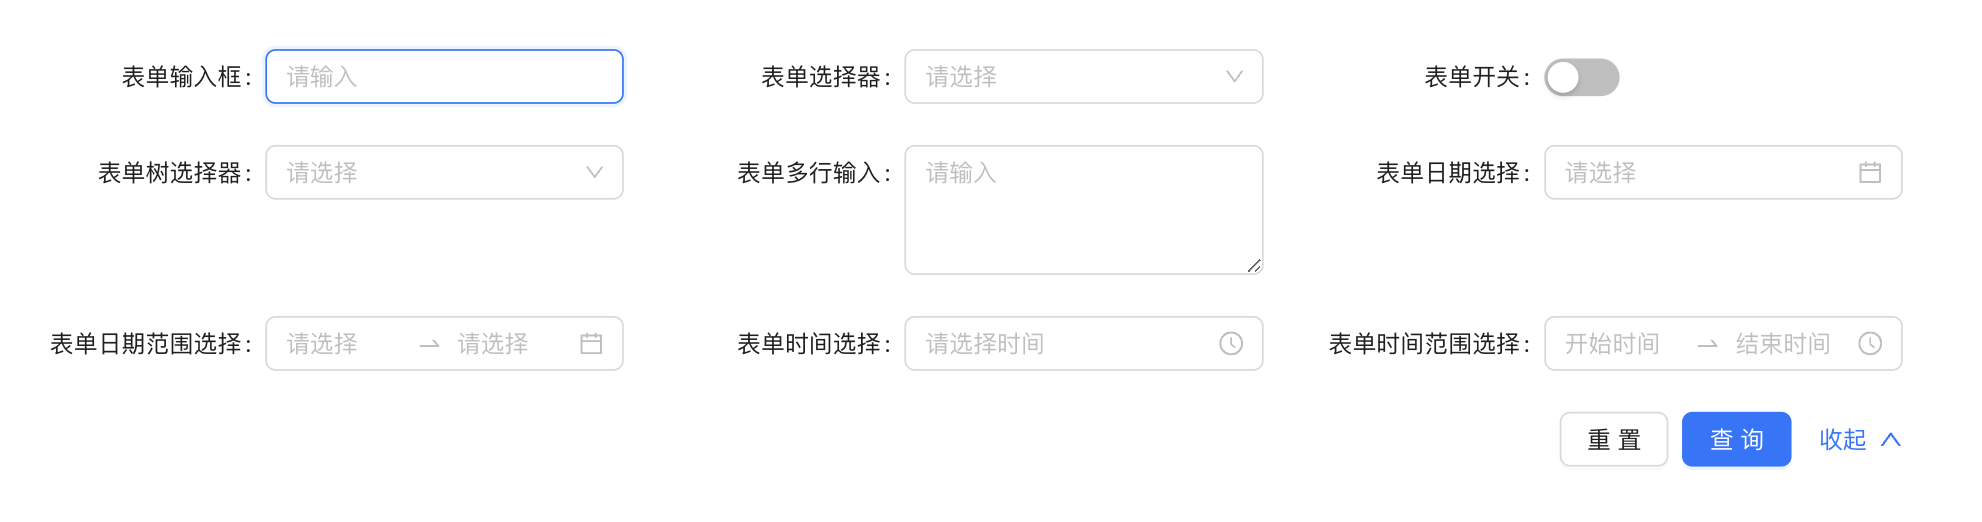 表单输入框: 请输入 表单选择器: 请选择 表单开关:
表单树选择器: 请选择 表单多行输入: 请输入 表单日期选择: 请选择
表单日期范围选择: 请选择 请选择 表单时间选择: 请选择时间 表单时间范围选择: 开始时间 结束时间
重 置 查 询 收起